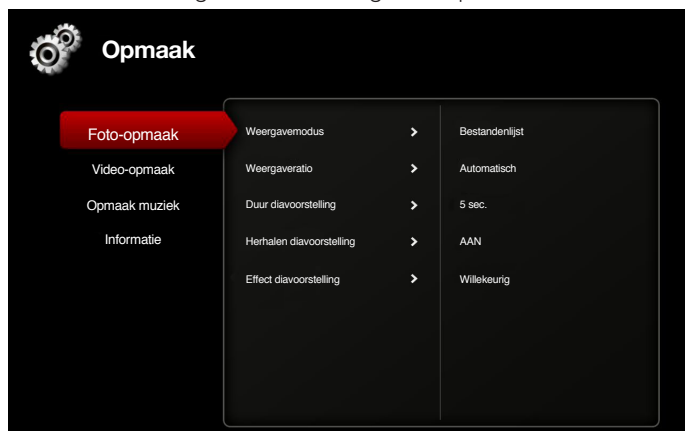 Opmaak
Foto-opmaak
Video-opmaak
Opmaak muziek
Informatie
Weergavemodus > Bestandenlijst
Weergaveratio > Automatisch
Duur diavoorstelling > 5 sec.
Herhalen diavoorstelling > AAN
Effect diavoorstelling > Willekeurig